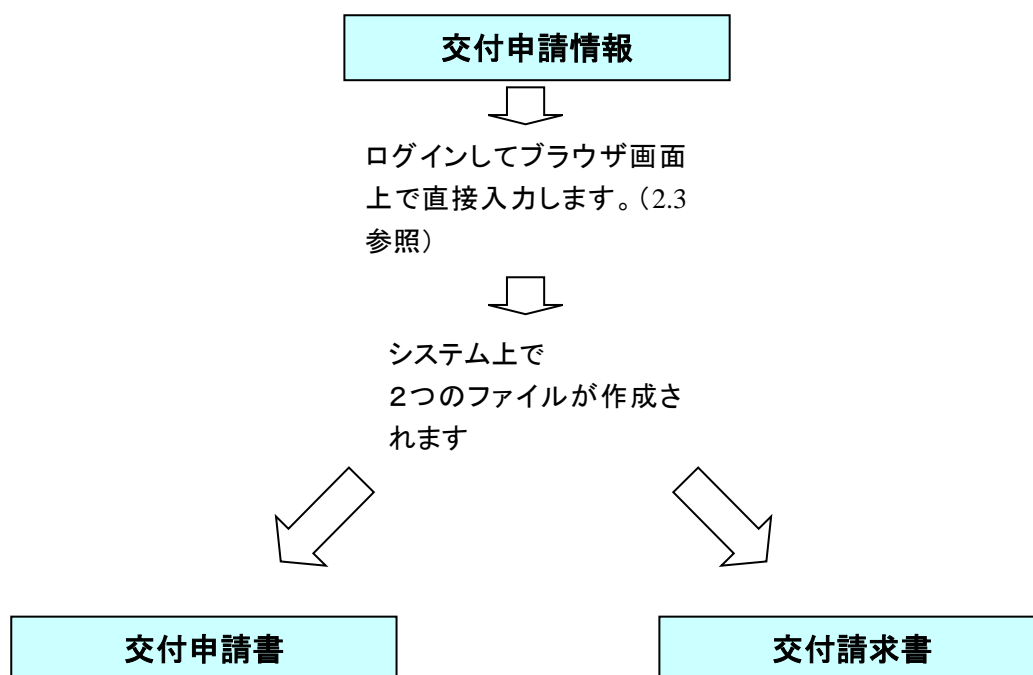 交付申請情報
ログインしてブラウザ画面
上で直接入力します。（2.3
参照）
システム上で
２つのファイルが作成さ
れます
交付申請書
交付請求書